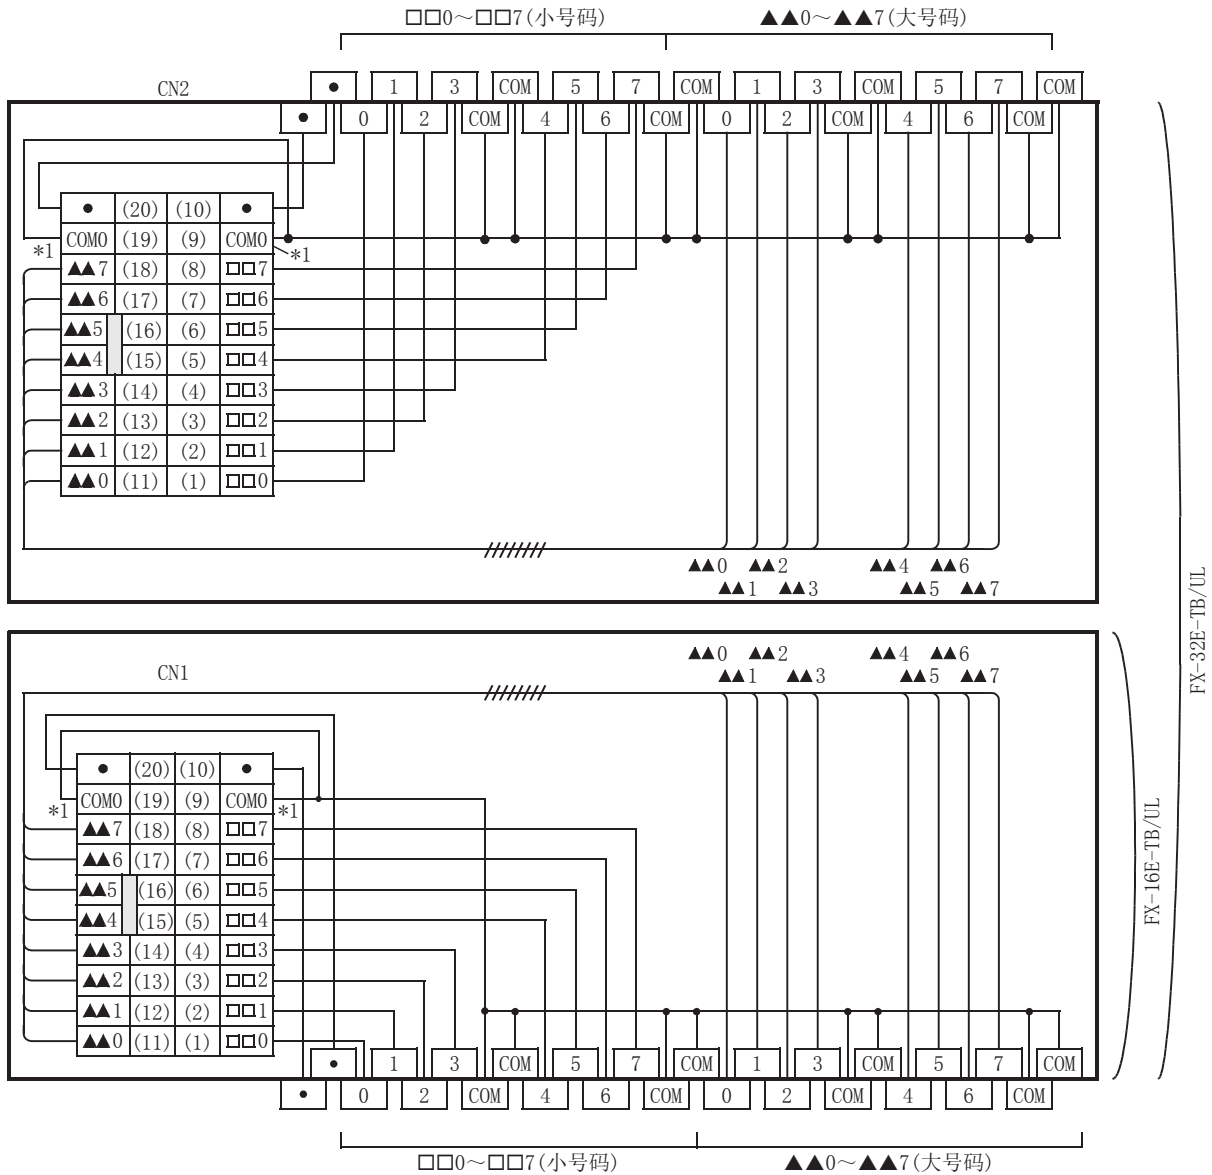 □□0~□□7(小号码) ▲▲0~▲▲7(大号码)
CN2
● 1 3 COM 5 7 COM 1 3 COM 5 7 COM
● 0 2 COM 4 6 COM 0 2 COM 4 6 COM
● (20) (10) ●
*1 COM0 (19) (9) COM0 *1
▲▲7 (18) (8) □□7
▲▲6 (17) (7) □□6
▲▲5 (16) (6) □□5
▲▲4 (15) (5) □□4
▲▲3 (14) (4) □□3
▲▲2 (13) (3) □□2
▲▲1 (12) (2) □□1
▲▲0 (11) (1) □□0
▲▲0 ▲▲2 ▲▲4 ▲▲6
▲▲1 ▲▲3 ▲▲5 ▲▲7
FX-32E-TB/UL
▲▲0 ▲▲2 ▲▲4 ▲▲6
CN1 ▲▲1 ▲▲3 ▲▲5 ▲▲7
● (20) (10) ●
*1 COM0 (19) (9) COM0 *1
▲▲7 (18) (8) □□7
▲▲6 (17) (7) □□6
▲▲5 (16) (6) □□5
▲▲4 (15) (5) □□4
▲▲3 (14) (4) □□3
▲▲2 (13) (3) □□2
▲▲1 (12) (2) □□1
▲▲0 (11) (1) □□0
FX-16E-TB/UL
● 1 3 COM 5 7 COM 1 3 COM 5 7 COM
● 0 2 COM 4 6 COM 0 2 COM 4 6 COM
□□0~□□7(小号码) ▲▲0~▲▲7(大号码)